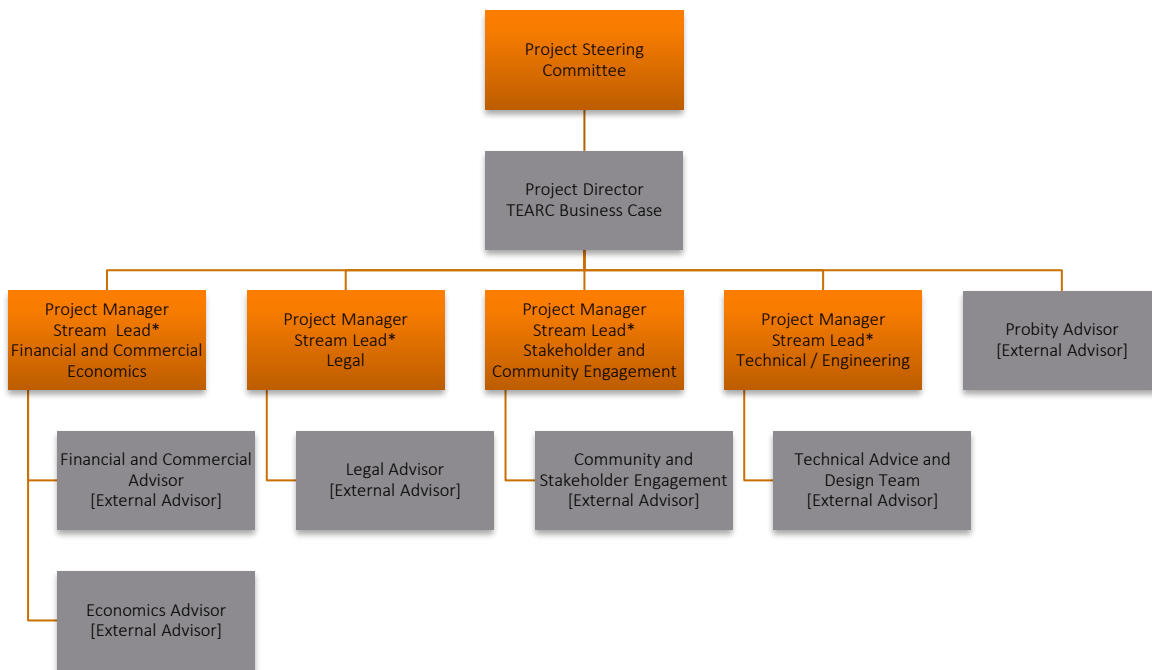 Project Steering
Committee
Project Director
TEARC Business Case
Project Manager
Stream Lead*
Financial and Commercial
Economics
Project Manager
Stream Lead*
Legal
Project Manager
Stream Lead*
Stakeholder and
Community Engagement
Project Manager
Stream Lead*
Technical / Engineering
Probity Advisor
[External Advisor]
Financial and Commercial
Advisor
[External Advisor]
Legal Advisor
[External Advisor]
Community and
Stakeholder Engagement
[External Advisor]
Technical Advice and
Design Team
[External Advisor]
Economics Advisor
[External Advisor]